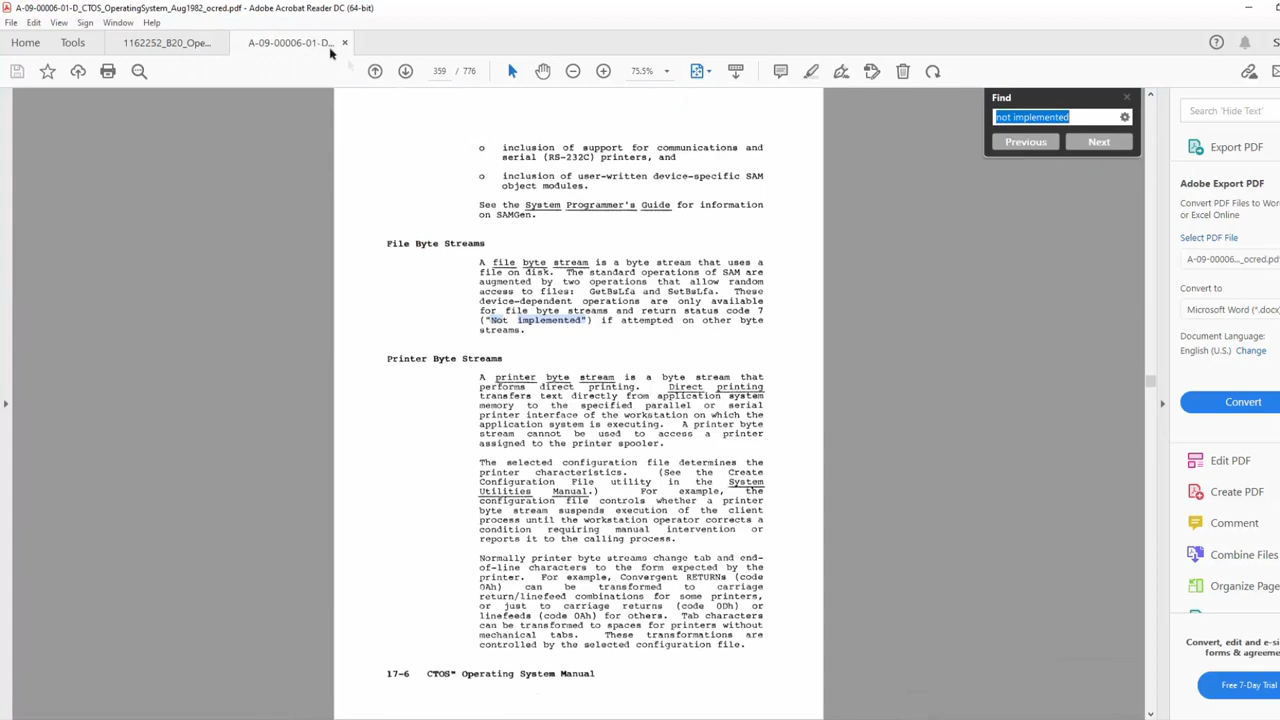 A-09-00006-01-D_CTOS_OperatingSystem_Aug1982_ocred.pdf - Adobe Acrobat Reader DC (64-bit)
File Edit View Sign Window Help
Home Tools 1162252_B20_Ope... A-09-00006-01-D... ×
359 / 776 75.5%
Find
not implemented
Previous Next
o inclusion of support for communications and
serial (RS-232C) printers, and
o inclusion of user-written device-specific SAM
object modules.
See the System Programmer's Guide for information
on SAMGen.
File Byte Streams
A file byte stream is a byte stream that uses a
file on disk. The standard operations of SAM are
augmented by two operations that allow random
access to files: GetBsLfa and SetBsLfa. These
device-dependent operations are only available
for file byte streams and return status code 7
("Not implemented") if attempted on other byte
streams.
Printer Byte Streams
A printer byte stream is a byte stream that
performs direct printing. Direct printing
transfers text directly from application system
memory to the specified parallel or serial
printer interface of the workstation on which the
application system is executing. A printer byte
stream cannot be used to access a printer
assigned to the printer spooler.
The selected configuration file determines the
printer characteristics. (See the Create
Configuration File utility in the System
Utilities Manual.) For example, the
configuration file controls whether a printer
byte stream suspends execution of the client
process until the workstation operator corrects a
condition requiring manual intervention or
reports it to the calling process.
Normally printer byte streams change tab and end-
of-line characters to the form expected by the
printer. For example, Convergent RETURNs (code
0Ah) can be transformed to carriage
return/linefeed combinations for some printers,
or just to carriage returns (code 0Dh) or
linefeeds (code 0Ah) for others. Tab characters
can be transformed to spaces for printers without
mechanical tabs. These transformations are
controlled by the selected configuration file.
17-6 CTOS™ Operating System Manual
Search 'Hide Text'
Export PDF
Adobe Export PDF
Convert PDF Files to Word
or Excel Online
Select PDF File
A-09-00006..._ocred.pdf
Convert to
Microsoft Word (*.docx)
Document Language:
English (U.S.) Change
Convert
Edit PDF
Create PDF
Comment
Combine Files
Organize Page
Convert, edit and e-si
forms & agreeme
Free 7-Day Trial